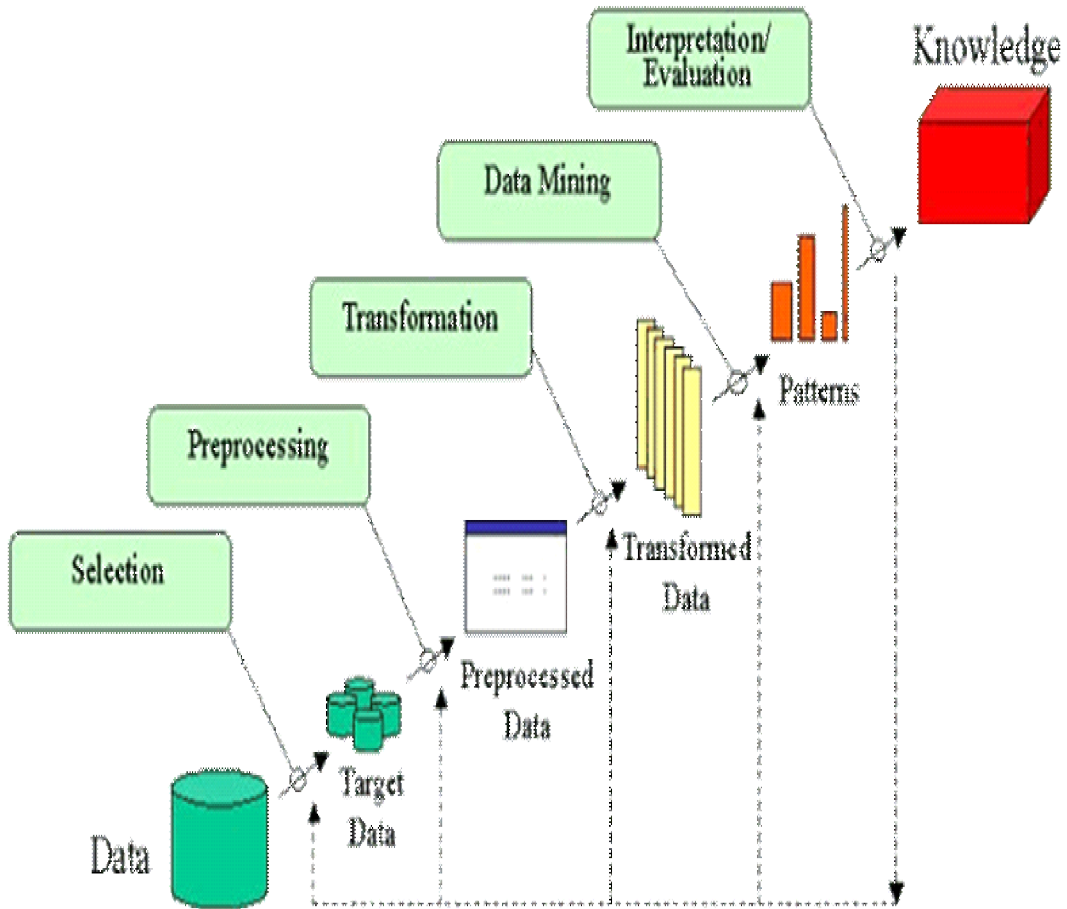 Interpretation/
Evaluation
Knowledge
Data Mining
Transformation
Patterns
Preprocessing
Transformed
Data
Selection
Preprocessed
Data
Target
Data
Data